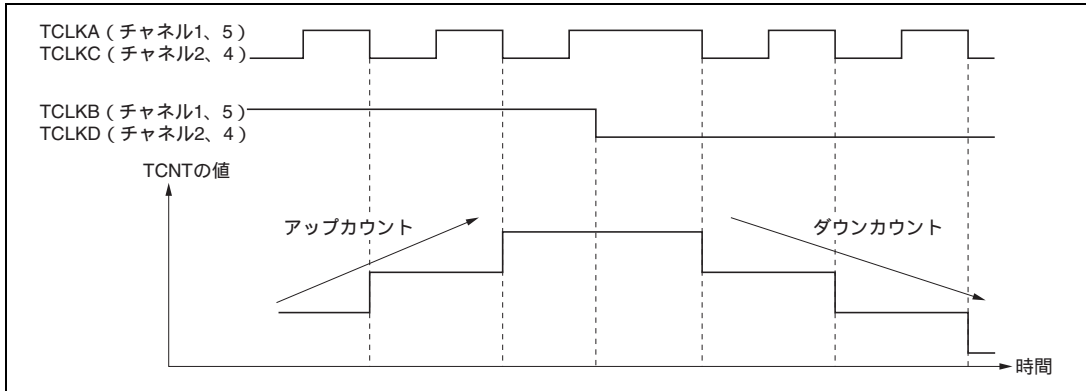 TCLKA（チャネル1、5）
TCLKC（チャネル2、4）
TCLKB（チャネル1、5）
TCLKD（チャネル2、4）
TCNTの値
アップカウント
ダウンカウント
時間